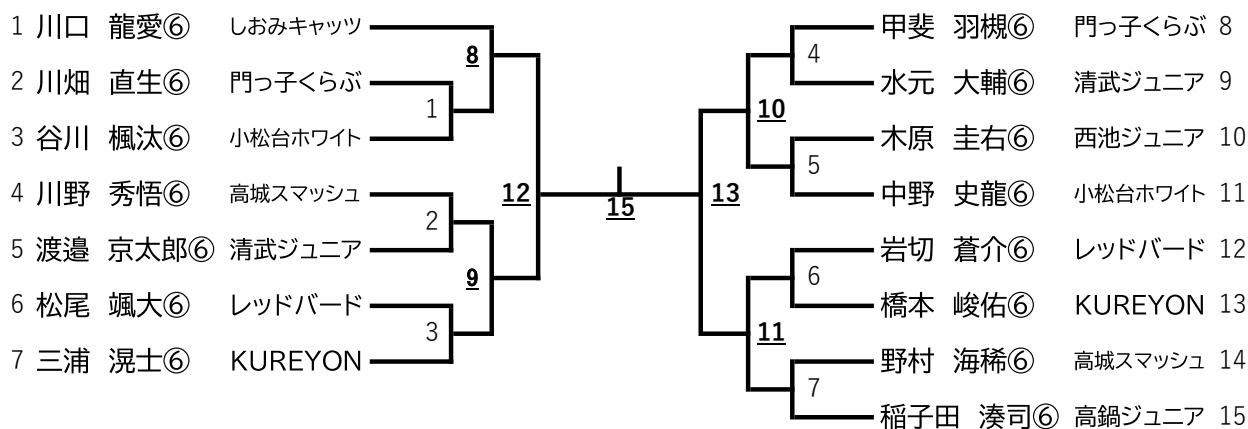 1 川口 龍愛⑥ しおみキャッツ
2 川畑 直生⑥ 門っ子くらぶ
3 谷川 楓汰⑥ 小松台ホワイト
4 川野 秀悟⑥ 高城スマッシュ
5 渡邉 京太郎⑥ 清武ジュニア
6 松尾 颯大⑥ レッドバード
7 三浦 滉士⑥ KUREYON
8
1
2
9
3
12
15
13
10
4
5
11
6
7
甲斐 羽槻⑥ 門っ子くらぶ 8
水元 大輔⑥ 清武ジュニア 9
木原 圭右⑥ 西池ジュニア 10
中野 史龍⑥ 小松台ホワイト 11
岩切 蒼介⑥ レッドバード 12
橋本 峻佑⑥ KUREYON 13
野村 海稀⑥ 高城スマッシュ 14
稲子田 湊司⑥ 高鍋ジュニア 15